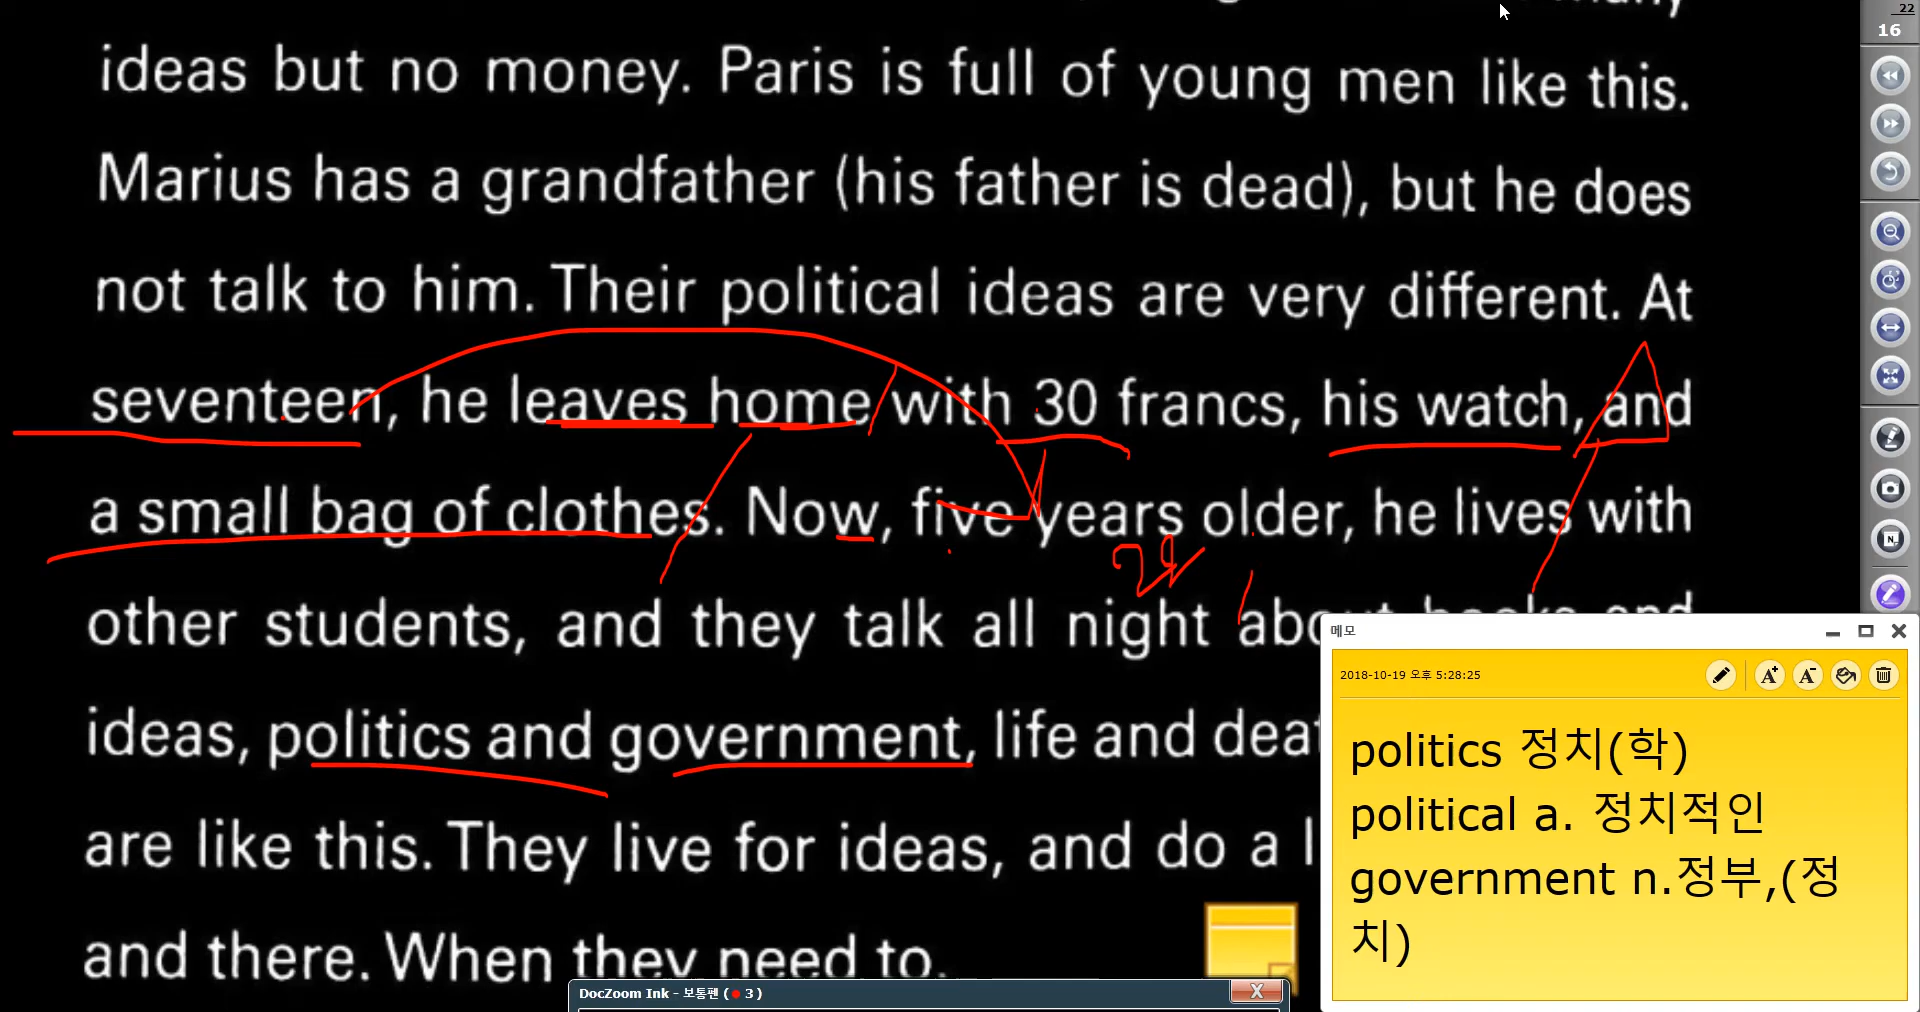 22
16
ideas but no money. Paris is full of young men like this.
Marius has a grandfather (his father is dead), but he does
not talk to him. Their political ideas are very different. At
seventeen, he leaves home with 30 francs, his watch, and
a small bag of clothes. Now, five years older, he lives with
other students, and they talk all night about books and
ideas, politics and government, life and deat
are like this. They live for ideas, and do a l
and there. When they need to,
메모
2018-10-19 오후 5:28:25
politics 정치(학)
political a. 정치적인
government n.정부,(정
치)
DocZoom Ink - 보통펜 ( 3 )